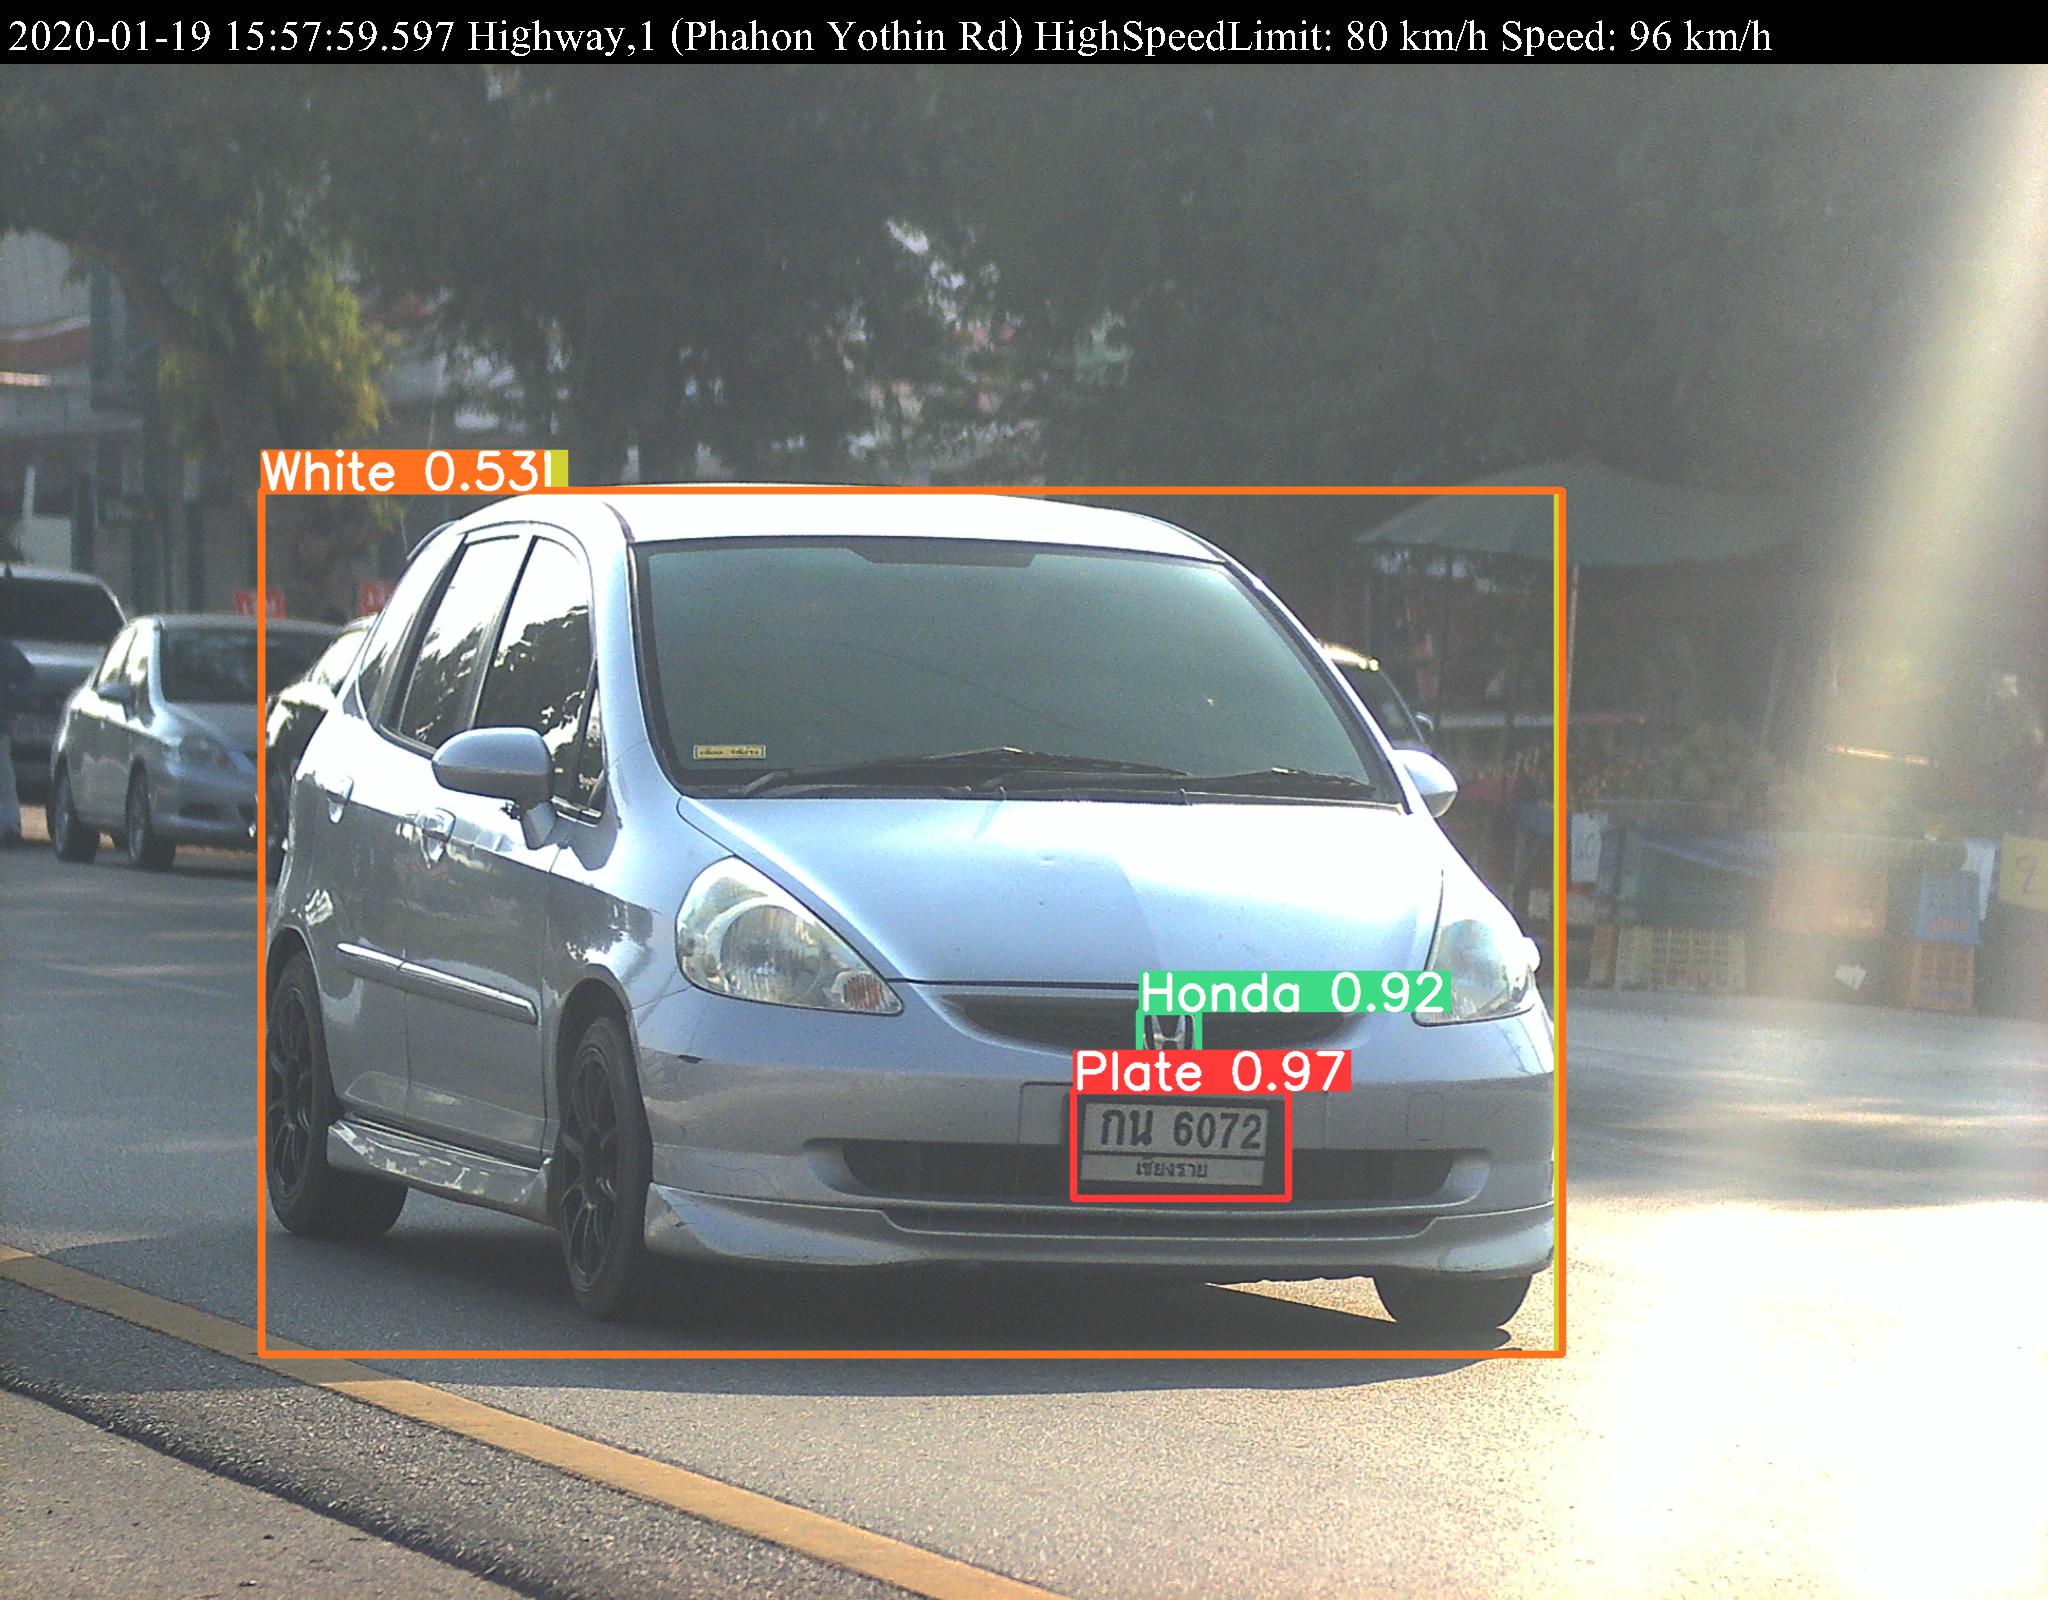 2020-01-19 15:57:59.597 Highway,1 (Phahon Yothin Rd) HighSpeedLimit: 80 km/h Speed: 96 km/h
White 0.53
Honda 0.92
Plate 0.97
กน 6072
เชียงราย